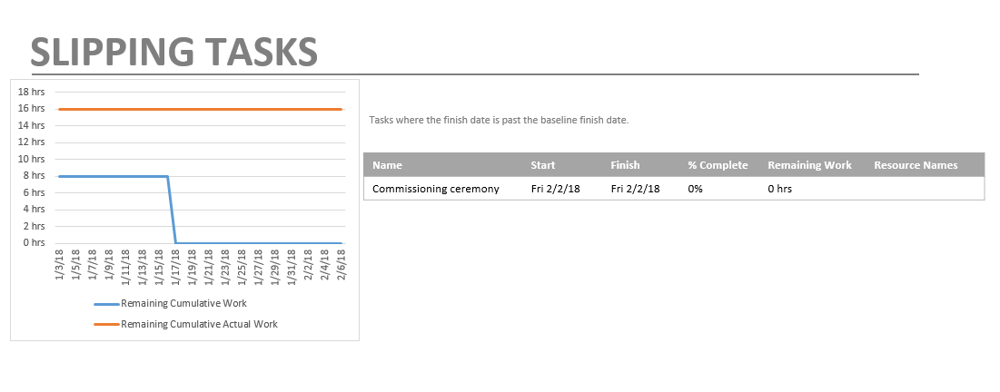 SLIPPING TASKS
18 hrs
16 hrs
14 hrs
12 hrs
10 hrs
8 hrs
6 hrs
4 hrs
2 hrs
0 hrs
1/3/18
1/5/18
1/7/18
1/9/18
1/11/18
1/13/18
1/15/18
1/17/18
1/19/18
1/21/18
1/23/18
1/25/18
1/27/18
1/29/18
1/31/18
2/2/18
2/4/18
2/6/18
Remaining Cumulative Work
Remaining Cumulative Actual Work
Tasks where the finish date is past the baseline finish date.
Name Start Finish % Complete Remaining Work Resource Names
Commissioning ceremony Fri 2/2/18 Fri 2/2/18 0% 0 hrs